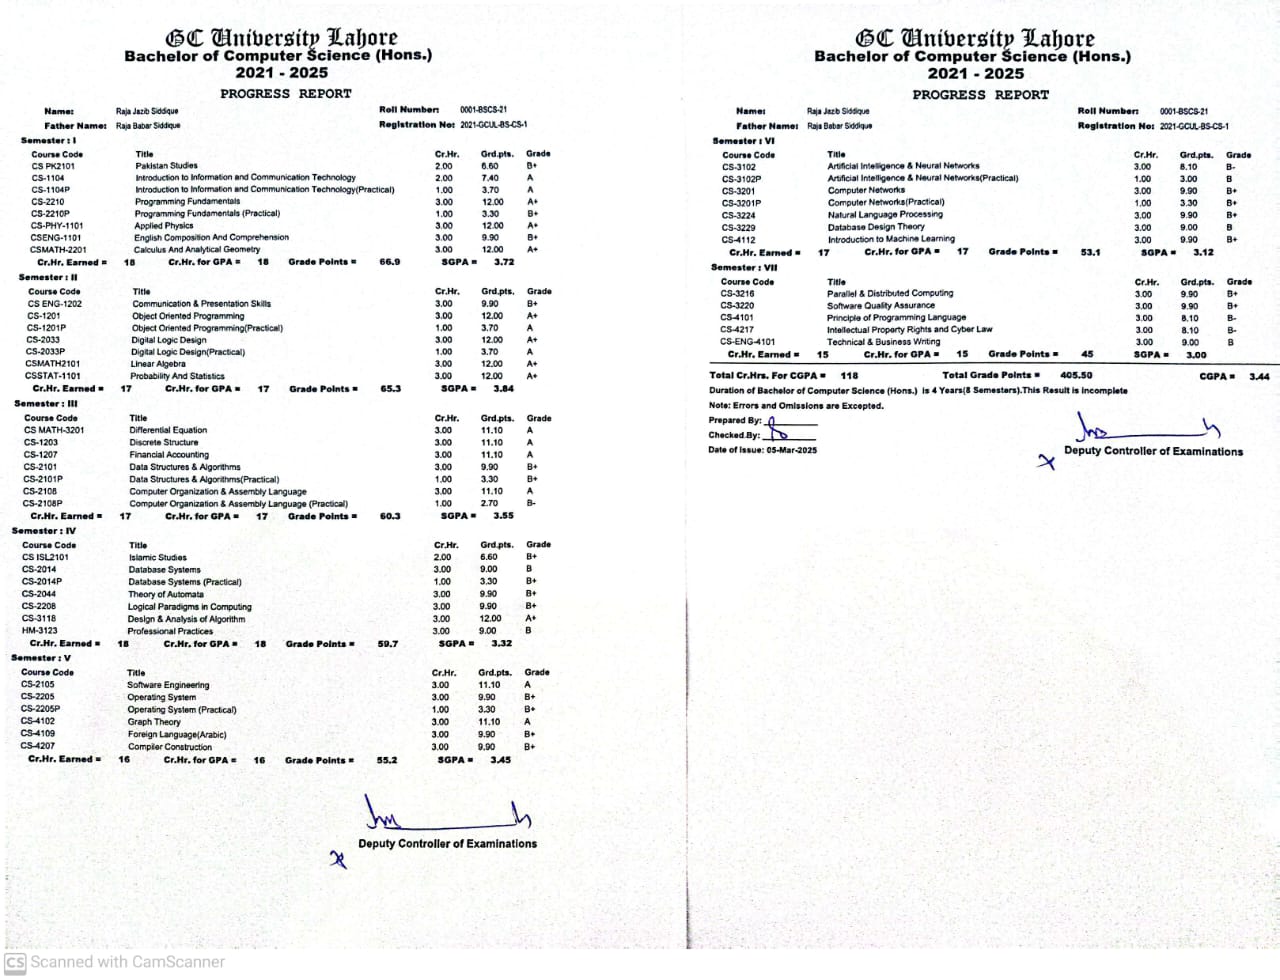 GC University Lahore
Bachelor of Computer Science (Hons.)
2021 - 2025
PROGRESS REPORT
Name: Raja Jazib Siddique Roll Number: 0001-BSCS-21
Father Name: Raja Babar Siddique Registration No: 2021-GCUL-BS-CS-1
Semester : I
Course Code Title Cr.Hr. Grd.pts. Grade
CS PK2101 Pakistan Studies 2.00 6.60 B+
CS-1104 Introduction to Information and Communication Technology 2.00 7.40 A
CS-1104P Introduction to Information and Communication Technology(Practical) 1.00 3.70 A
CS-2210 Programming Fundamentals 3.00 12.00 A+
CS-2210P Programming Fundamentals (Practical) 1.00 3.30 B+
CS-PHY-1101 Applied Physics 3.00 12.00 A+
CSENG-1101 English Composition And Comprehension 3.00 9.90 B+
CSMATH-2201 Calculus And Analytical Geometry 3.00 12.00 A+
Cr.Hr. Earned = 18 Cr.Hr. for GPA = 18 Grade Points = 66.9 SGPA = 3.72
Semester : II
Course Code Title Cr.Hr. Grd.pts. Grade
CS ENG-1202 Communication & Presentation Skills 3.00 9.90 B+
CS-1201 Object Oriented Programming 3.00 12.00 A+
CS-1201P Object Oriented Programming(Practical) 1.00 3.70 A
CS-2033 Digital Logic Design 3.00 12.00 A+
CS-2033P Digital Logic Design(Practical) 1.00 3.70 A
CSMATH2101 Linear Algebra 3.00 12.00 A+
CSSTAT-1101 Probability And Statistics 3.00 12.00 A+
Cr.Hr. Earned = 17 Cr.Hr. for GPA = 17 Grade Points = 65.3 SGPA = 3.84
Semester : III
Course Code Title Cr.Hr. Grd.pts. Grade
CS MATH-3201 Differential Equation 3.00 11.10 A
CS-1203 Discrete Structure 3.00 11.10 A
CS-1207 Financial Accounting 3.00 11.10 A
CS-2101 Data Structures & Algorithms 3.00 9.90 B+
CS-2101P Data Structures & Algorithms(Practical) 1.00 3.30 B+
CS-2108 Computer Organization & Assembly Language 3.00 11.10 A
CS-2108P Computer Organization & Assembly Language (Practical) 1.00 2.70 B-
Cr.Hr. Earned = 17 Cr.Hr. for GPA = 17 Grade Points = 60.3 SGPA = 3.55
Semester : IV
Course Code Title Cr.Hr. Grd.pts. Grade
CS ISL2101 Islamic Studies 2.00 6.60 B+
CS-2014 Database Systems 3.00 9.00 B
CS-2014P Database Systems (Practical) 1.00 3.30 B+
CS-2044 Theory of Automata 3.00 9.90 B+
CS-2208 Logical Paradigms in Computing 3.00 9.90 B+
CS-3118 Design & Analysis of Algorithm 3.00 12.00 A+
HM-3123 Professional Practices 3.00 9.00 B
Cr.Hr. Earned = 18 Cr.Hr. for GPA = 18 Grade Points = 59.7 SGPA = 3.32
Semester : V
Course Code Title Cr.Hr. Grd.pts. Grade
CS-2105 Software Engineering 3.00 11.10 A
CS-2205 Operating System 3.00 9.90 B+
CS-2205P Operating System (Practical) 1.00 3.30 B+
CS-4102 Graph Theory 3.00 11.10 A
CS-4109 Foreign Language(Arabic) 3.00 9.90 B+
CS-4207 Compiler Construction 3.00 9.90 B+
Cr.Hr. Earned = 16 Cr.Hr. for GPA = 16 Grade Points = 55.2 SGPA = 3.45
Deputy Controller of Examinations
GC University Lahore
Bachelor of Computer Science (Hons.)
2021 - 2025
PROGRESS REPORT
Name: Raja Jazib Siddique Roll Number: 0001-BSCS-21
Father Name: Raja Babar Siddique Registration No: 2021-GCUL-BS-CS-1
Semester : VI
Course Code Title Cr.Hr. Grd.pts. Grade
CS-3102 Artificial Intelligence & Neural Networks 3.00 8.10 B-
CS-3102P Artificial Intelligence & Neural Networks(Practical) 1.00 3.00 B
CS-3201 Computer Networks 3.00 9.90 B+
CS-3201P Computer Networks(Practical) 1.00 3.30 B+
CS-3224 Natural Language Processing 3.00 9.90 B+
CS-3229 Database Design Theory 3.00 9.00 B
CS-4112 Introduction to Machine Learning 3.00 9.90 B+
Cr.Hr. Earned = 17 Cr.Hr. for GPA = 17 Grade Points = 53.1 SGPA = 3.12
Semester : VII
Course Code Title Cr.Hr. Grd.pts. Grade
CS-3216 Parallel & Distributed Computing 3.00 9.90 B+
CS-3220 Software Quality Assurance 3.00 9.90 B+
CS-4101 Principle of Programming Language 3.00 8.10 B-
CS-4217 Intellectual Property Rights and Cyber Law 3.00 8.10 B-
CS-ENG-4101 Technical & Business Writing 3.00 9.00 B
Cr.Hr. Earned = 15 Cr.Hr. for GPA = 15 Grade Points = 45 SGPA = 3.00
Total Cr.Hrs. For CGPA = 118 Total Grade Points = 405.50 CGPA = 3.44
Duration of Bachelor of Computer Science (Hons.) is 4 Years(8 Semesters).This Result is Incomplete
Note: Errors and Omissions are Excepted.
Prepared By:
Checked By:
Date of Issue: 05-Mar-2025
Deputy Controller of Examinations
CS Scanned with CamScanner